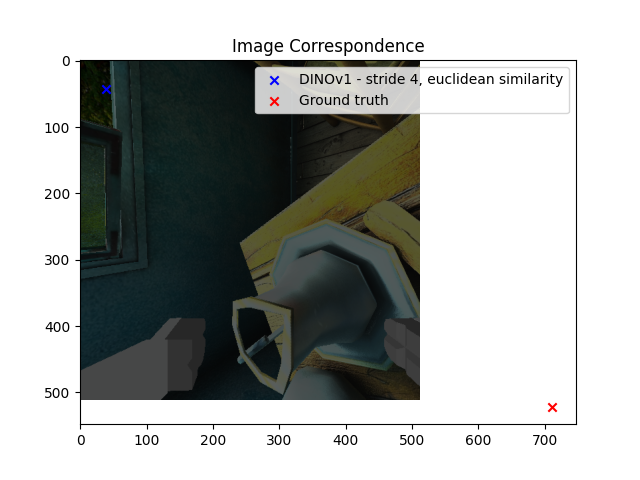 Image Correspondence
DINOv1 - stride 4, euclidean similarity
Ground truth
0
100
200
300
400
500
0 100 200 300 400 500 600 700